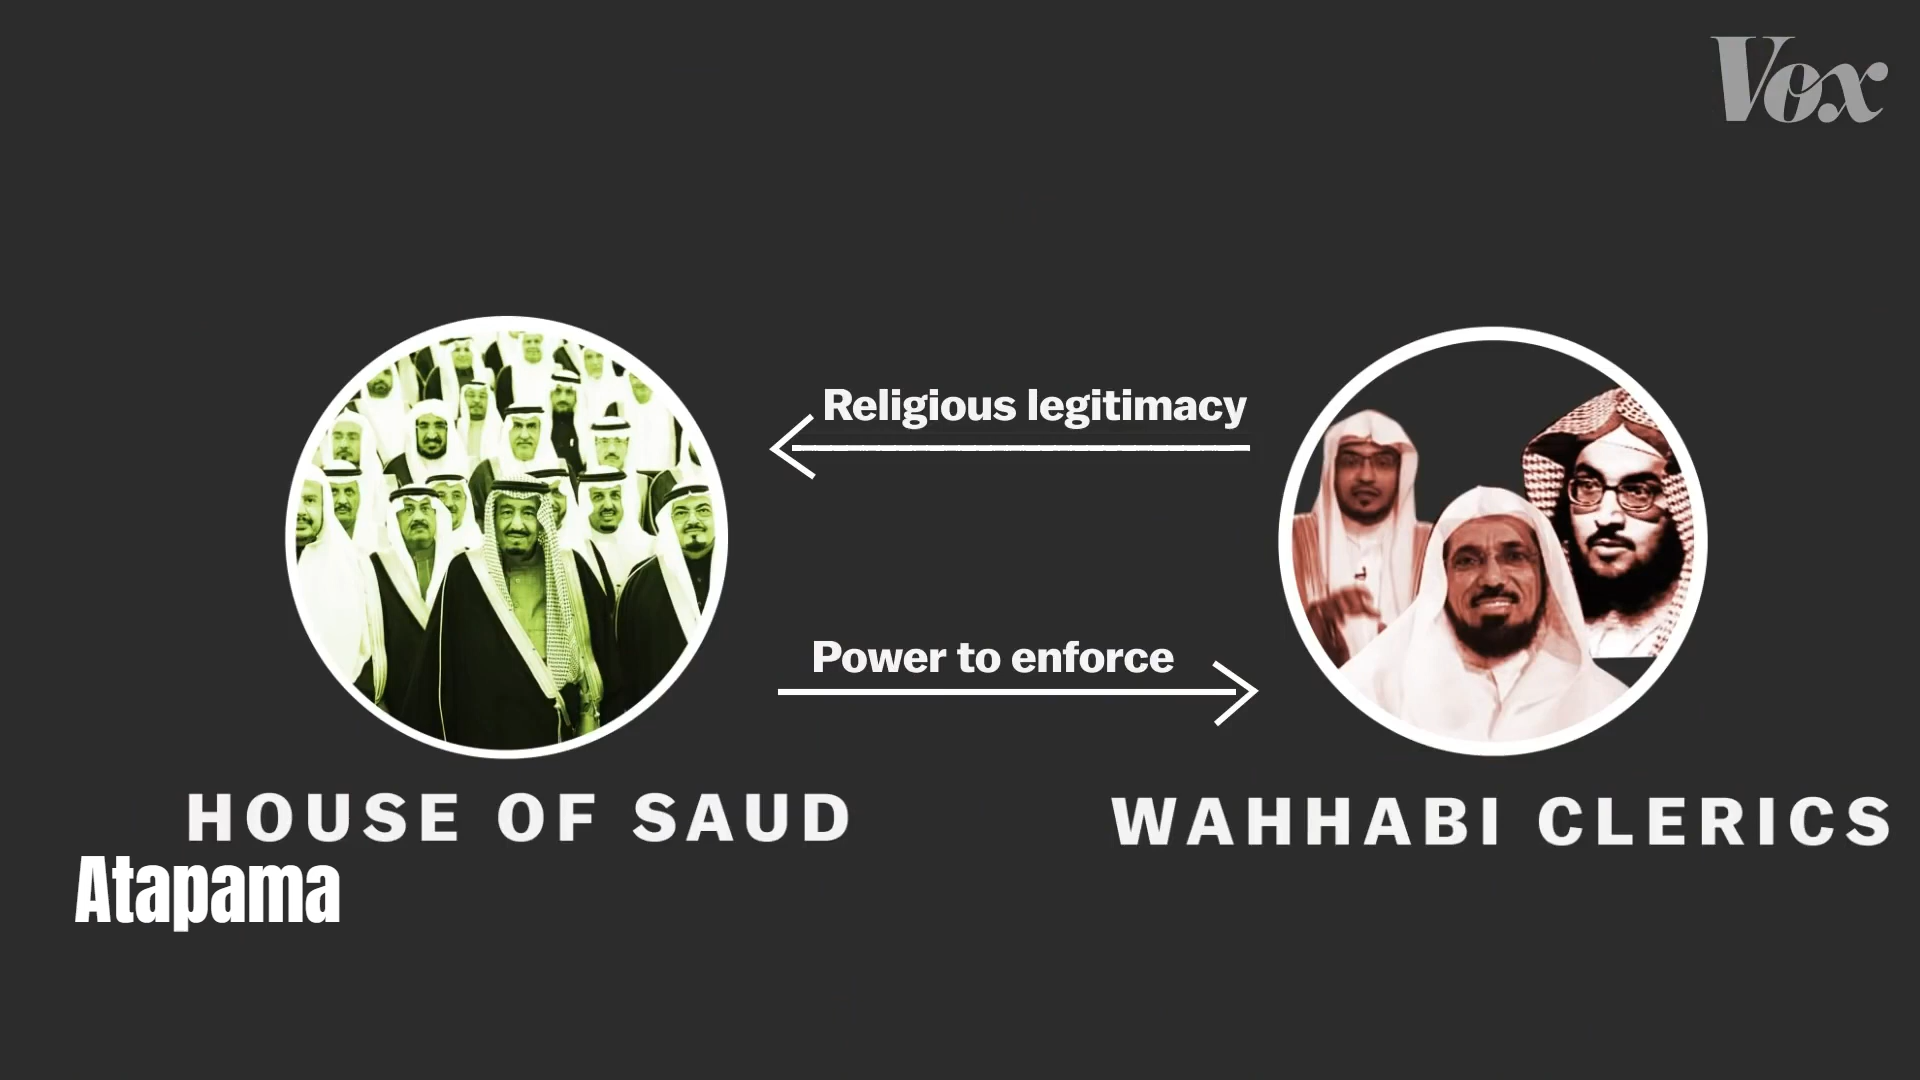 Vox
Religious legitimacy
Power to enforce
HOUSE OF SAUD
WAHHABI CLERICS
Atapama